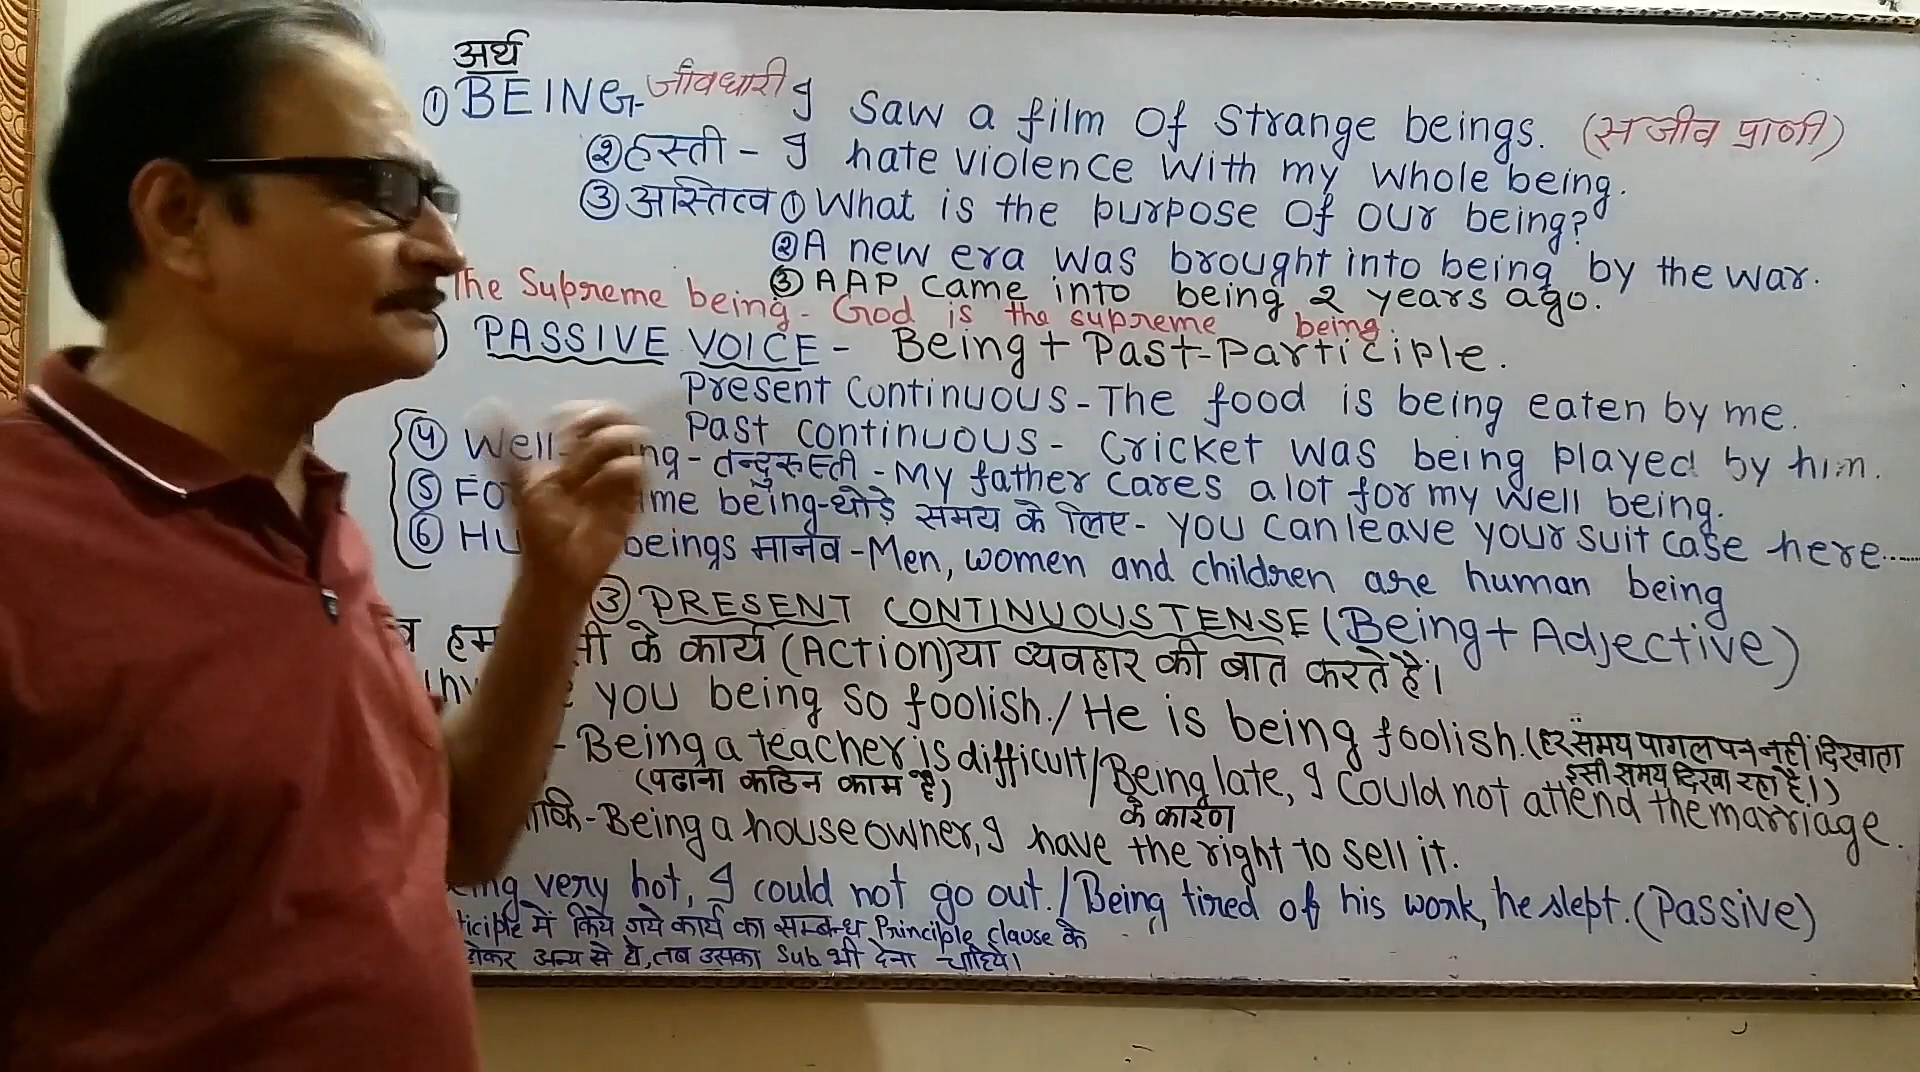 अर्थ
① BEING- जीवधारी I saw a film of strange beings. (सजीव प्राणी)
② हस्ती - I hate violence with my whole being.
③ अस्तित्व ① What is the purpose of our being?
② A new era was brought into being by the war.
③ AAP came into being 2 years ago.
The Supreme being - God is the supreme being
PASSIVE VOICE - Being + Past-Participle.
Present Continuous - The food is being eaten by me.
Past Continuous - Cricket was being played by him.
④ Well- ng - तन्दुरुस्ती - My father cares a lot for my well being.
⑤ Fo me being - थोड़े समय के लिए - You can leave your suit case here......
⑥ Hu beings मानव - Men, women and children are human being
③ PRESENT CONTINUOUS TENSE (Being + Adjective)
ब हम सी के कार्य (Action) या व्यवहार की बात करते हैं।
hy e you being so foolish. / He is being foolish. (हर समय पागलपन नहीं दिखाता
इसी समय दिखा रहा है।)
- Being a teacher is difficult / Being late, I could not attend the marriage.
(पढाना कठिन काम है) के कारण
कि - Being a house owner, I have the right to sell it.
eing very hot, I could not go out. / Being tired of his work, he slept. (Passive)
ticiple में किये गये कार्य का सम्बन्ध Principle clause के
होकर अन्य से हो, तब उसका Sub भी देना चाहिये।